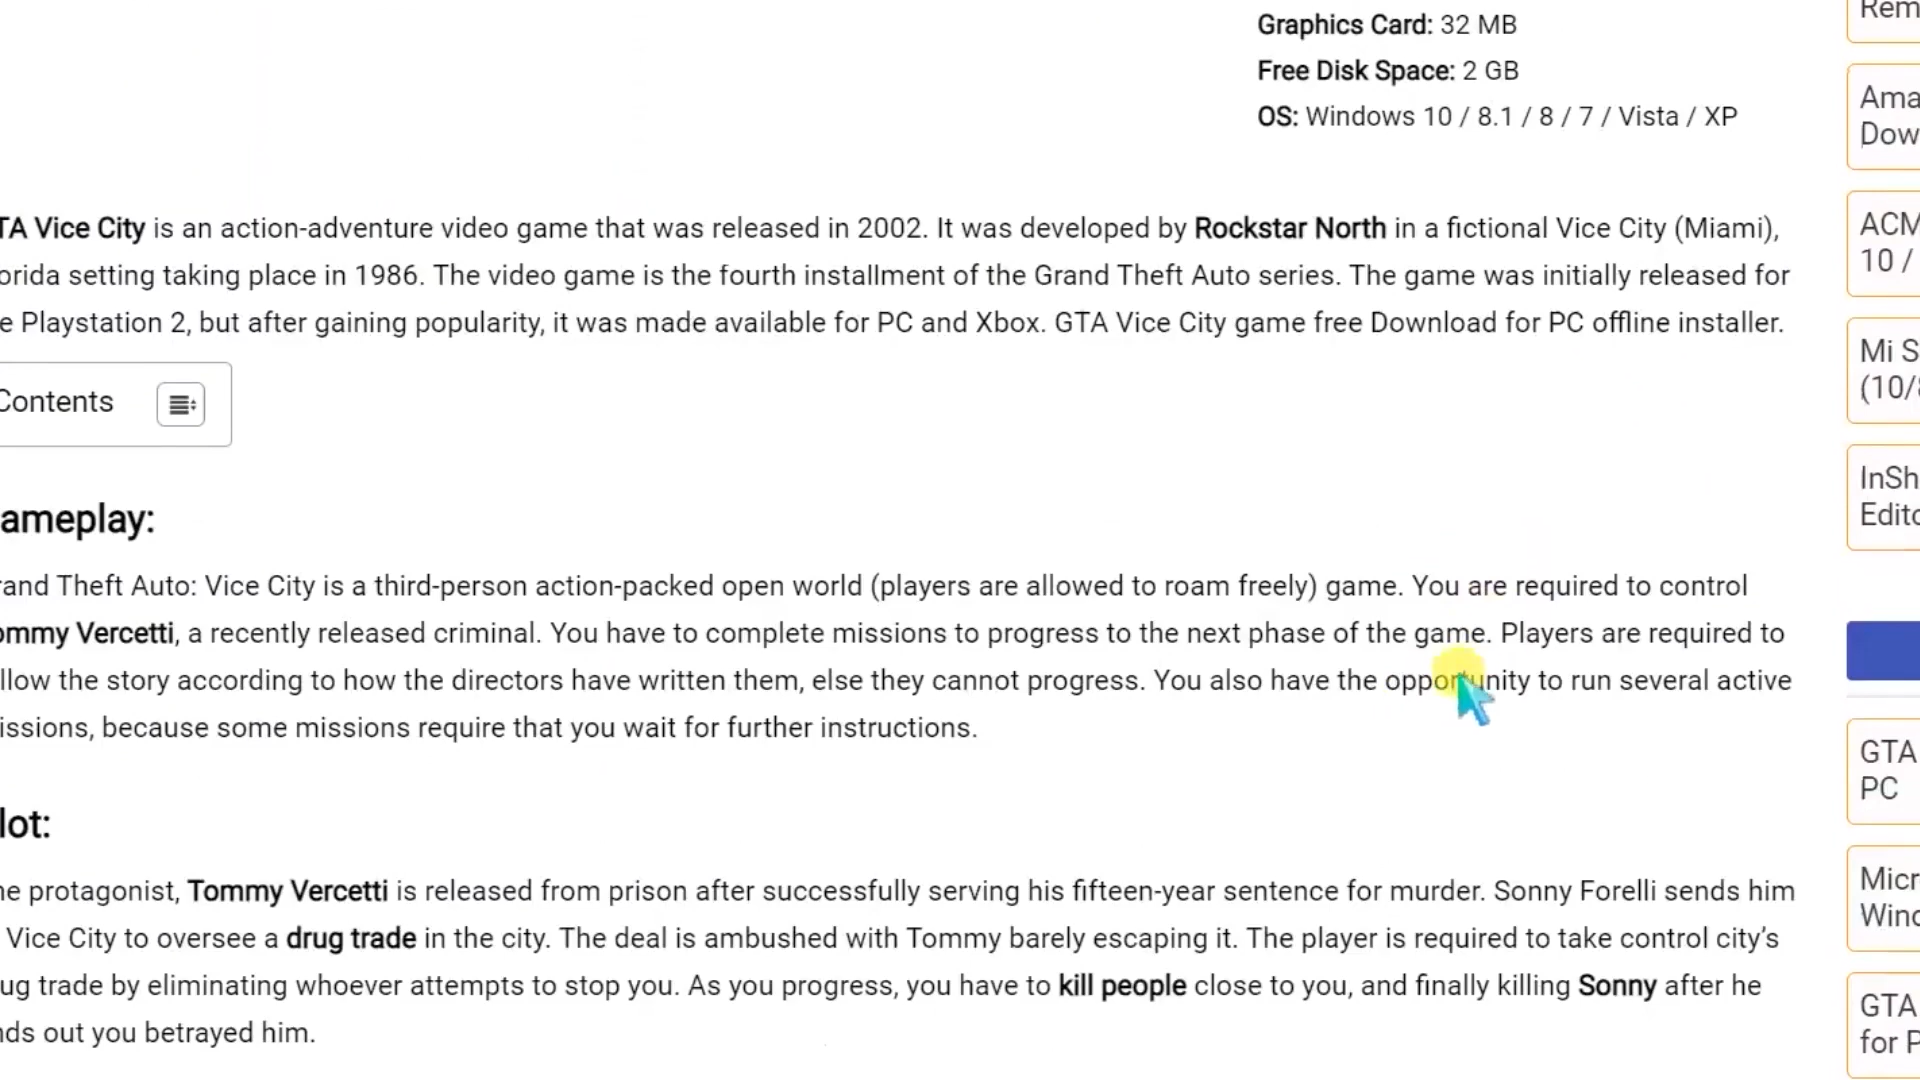 Graphics Card: 32 MB
Free Disk Space: 2 GB
OS: Windows 10 / 8.1 / 8 / 7 / Vista / XP
TA Vice City is an action-adventure video game that was released in 2002. It was developed by Rockstar North in a fictional Vice City (Miami),
orida setting taking place in 1986. The video game is the fourth installment of the Grand Theft Auto series. The game was initially released for
e Playstation 2, but after gaining popularity, it was made available for PC and Xbox. GTA Vice City game free Download for PC offline installer.
Contents
ameplay:
rand Theft Auto: Vice City is a third-person action-packed open world (players are allowed to roam freely) game. You are required to control
ommy Vercetti, a recently released criminal. You have to complete missions to progress to the next phase of the game. Players are required to
llow the story according to how the directors have written them, else they cannot progress. You also have the opportunity to run several active
issions, because some missions require that you wait for further instructions.
lot:
he protagonist, Tommy Vercetti is released from prison after successfully serving his fifteen-year sentence for murder. Sonny Forelli sends him
Vice City to oversee a drug trade in the city. The deal is ambushed with Tommy barely escaping it. The player is required to take control city's
ug trade by eliminating whoever attempts to stop you. As you progress, you have to kill people close to you, and finally killing Sonny after he
nds out you betrayed him.
Rem
Ama
Dow
ACM
10 /
Mi S
(10/8
InSh
Edito
GTA
PC
Micr
Wind
GTA
for P